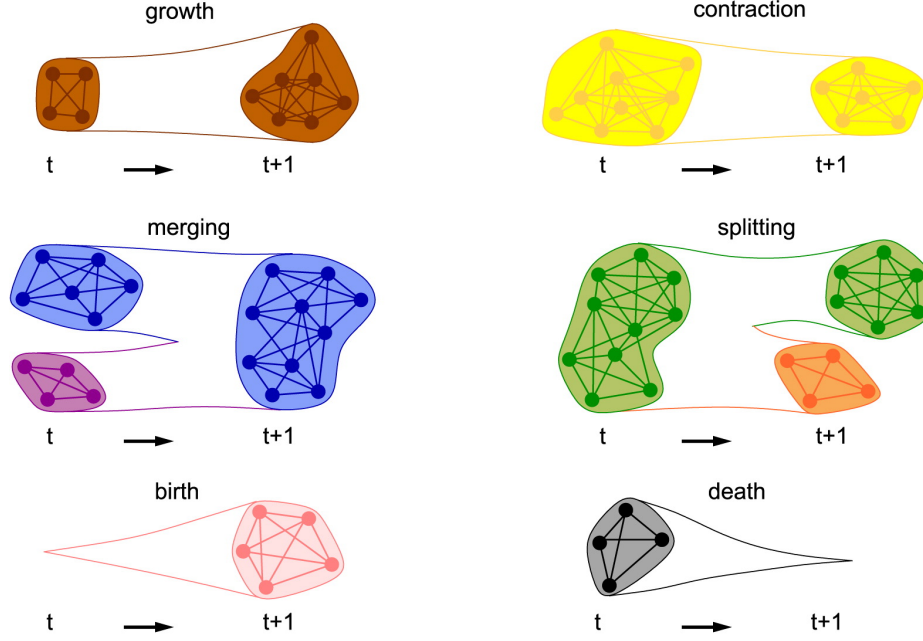 growth
contraction
t
t+1
t
t+1
merging
splitting
t
t+1
t
t+1
birth
death
t
t+1
t
t+1